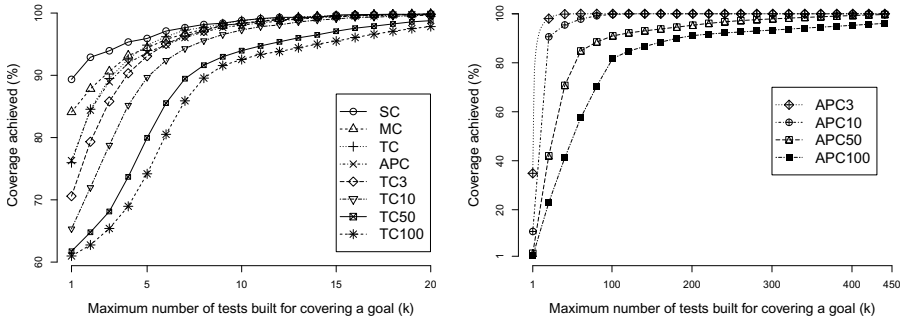 Coverage achieved (%)
100
90
80
70
60
SC
MC
TC
APC
TC3
TC10
TC50
TC100
1 5 10 15 20
Maximum number of tests built for covering a goal (k)
Coverage achieved (%)
100
80
60
40
20
1
APC3
APC10
APC50
APC100
1 100 200 300 400 450
Maximum number of tests built for covering a goal (k)